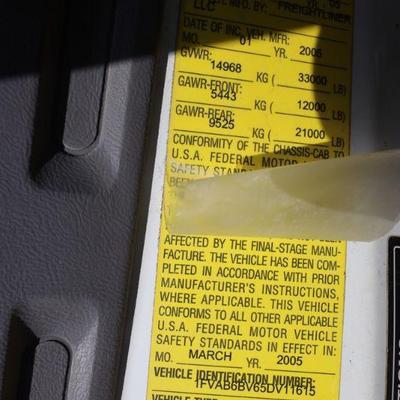 MFD. BY: FREIGHTLINER
LLC
DATE OF INC. VEH. MFR:
MO. 01 YR. 2005
GVWR:
14968 KG ( 33000 LB)
GAWR-FRONT:
5443 KG ( 12000 LB)
GAWR-REAR:
9525 KG ( 21000 LB)
CONFORMITY OF THE CHASSIS-CAB TO
U.S.A. FEDERAL MOTOR
SAFETY STANDARDS
BEEN
AFFECTED BY THE FINAL-STAGE MANU-
FACTURE. THE VEHICLE HAS BEEN COM-
PLETED IN ACCORDANCE WITH PRIOR
MANUFACTURER'S INSTRUCTIONS,
WHERE APPLICABLE. THIS VEHICLE
CONFORMS TO ALL OTHER APPLICABLE
U.S.A. FEDERAL MOTOR VEHICLE
SAFETY STANDARDS IN EFFECT IN:
MO. MARCH YR. 2005
VEHICLE IDENTIFICATION NUMBER:
1FVAB6BV65DV11615